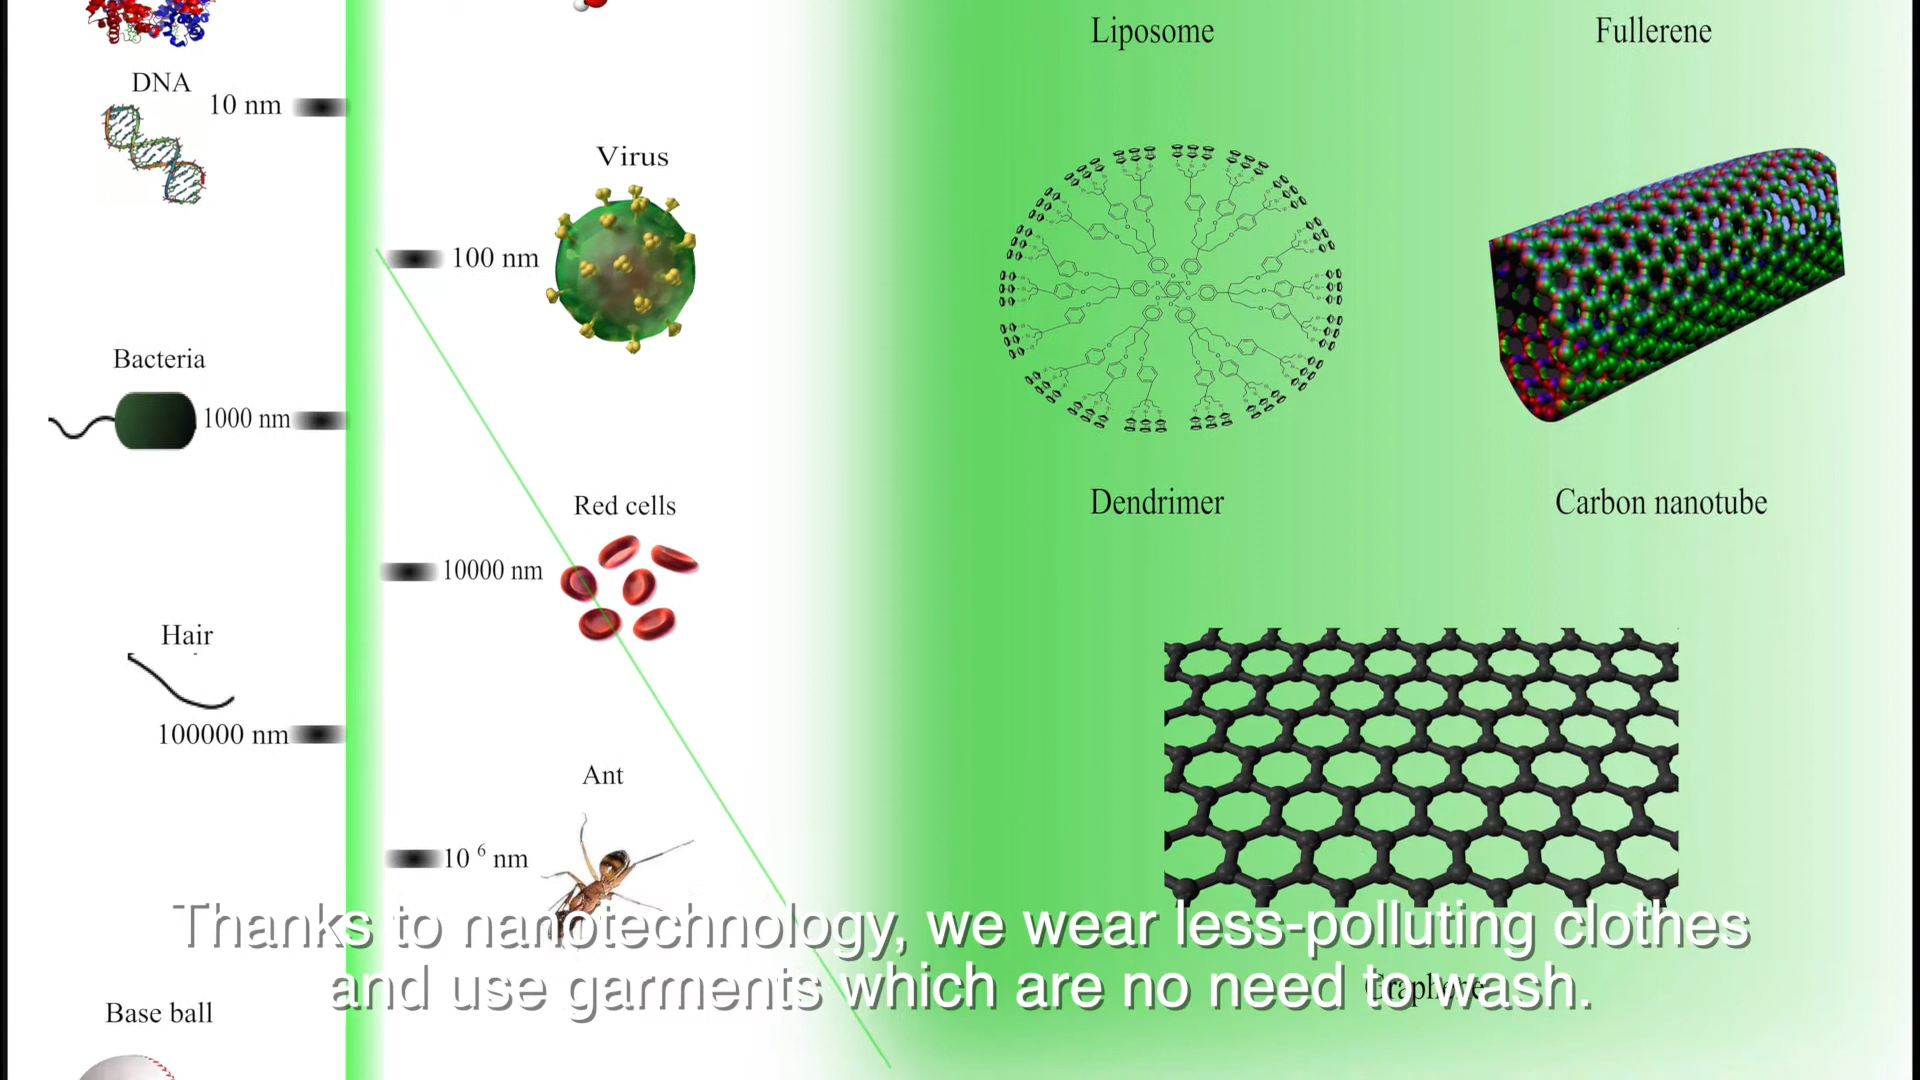 Liposome
Fullerene
DNA
10 nm
Virus
100 nm
Bacteria
1000 nm
Red cells
Dendrimer
Carbon nanotube
10000 nm
Hair
100000 nm
Ant
10 6 nm
Thanks to nanotechnology, we wear less-polluting clothes
and use garments which are no need to wash.
Graphene
Base ball